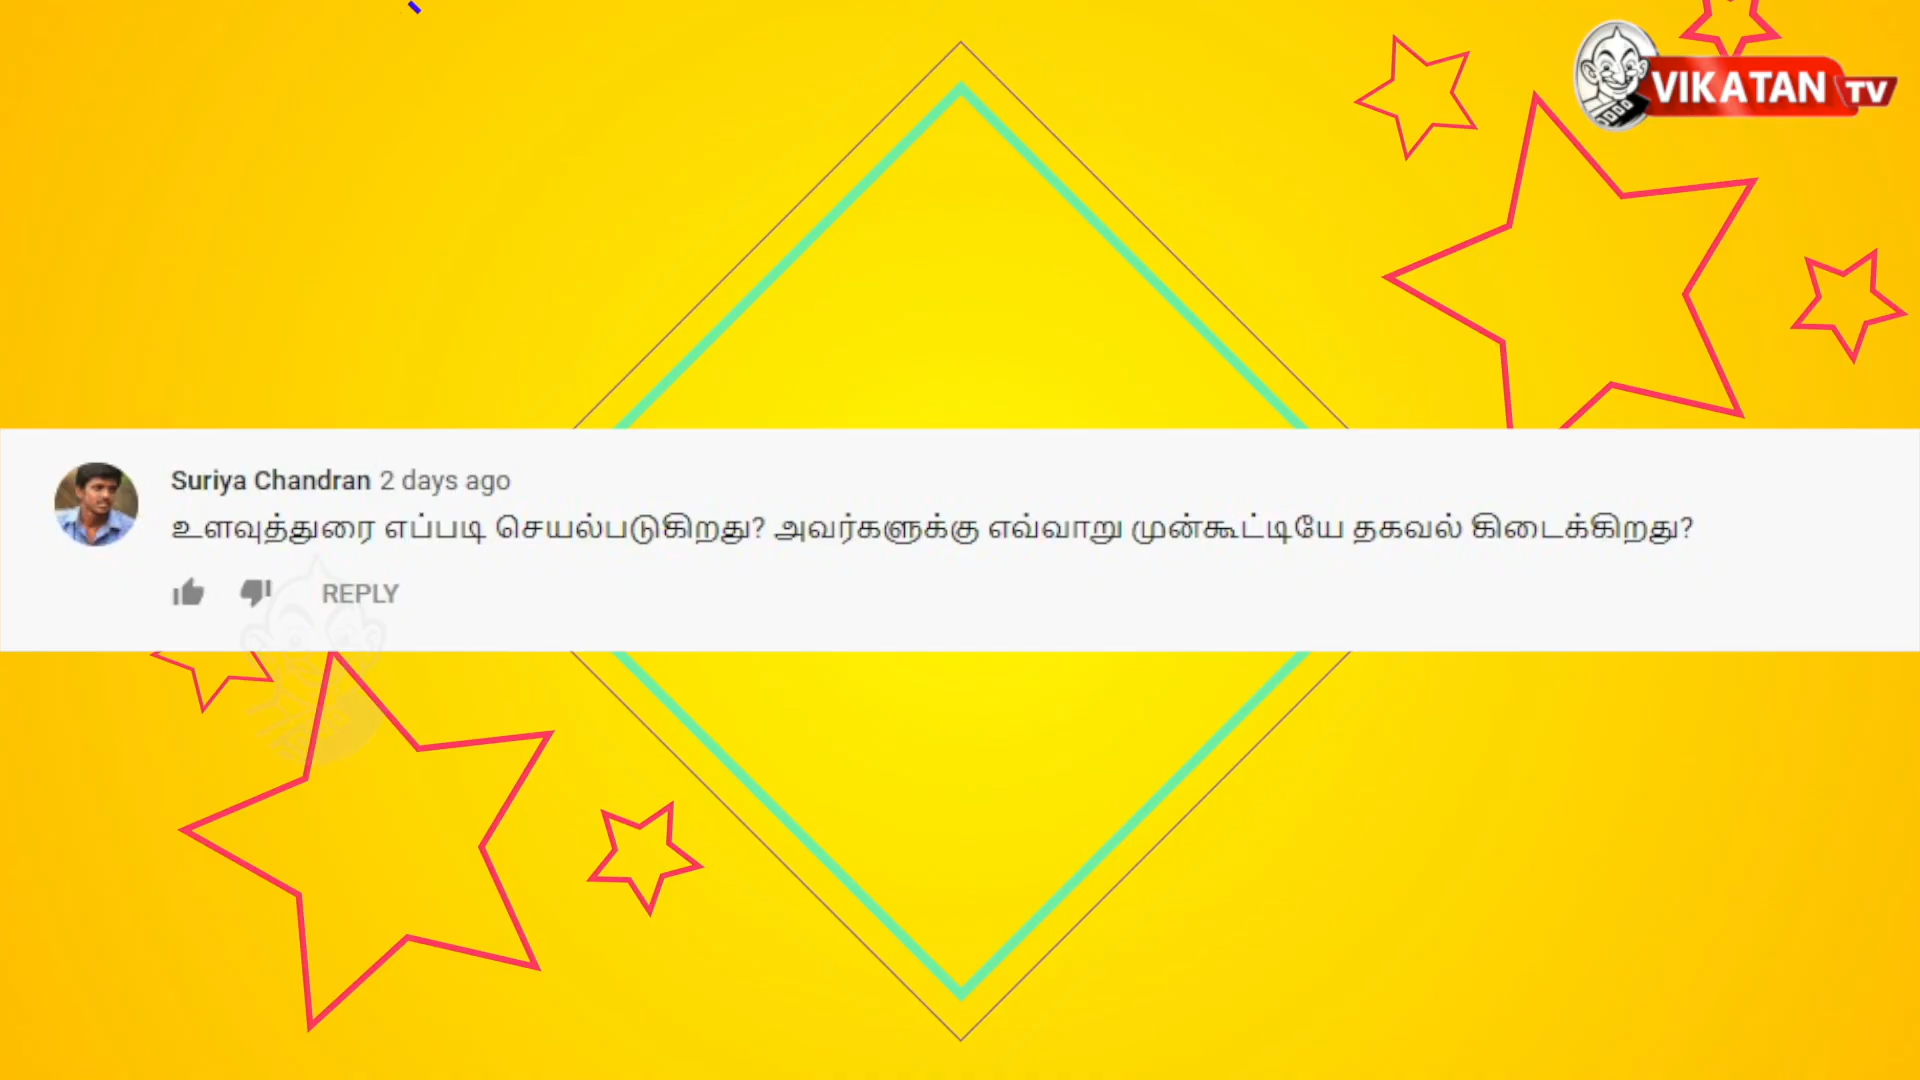 VIKATAN TV
Suriya Chandran 2 days ago
உளவுத்துரை எப்படி செயல்படுகிறது? அவர்களுக்கு எவ்வாறு முன்கூட்டியே தகவல் கிடைக்கிறது?
REPLY